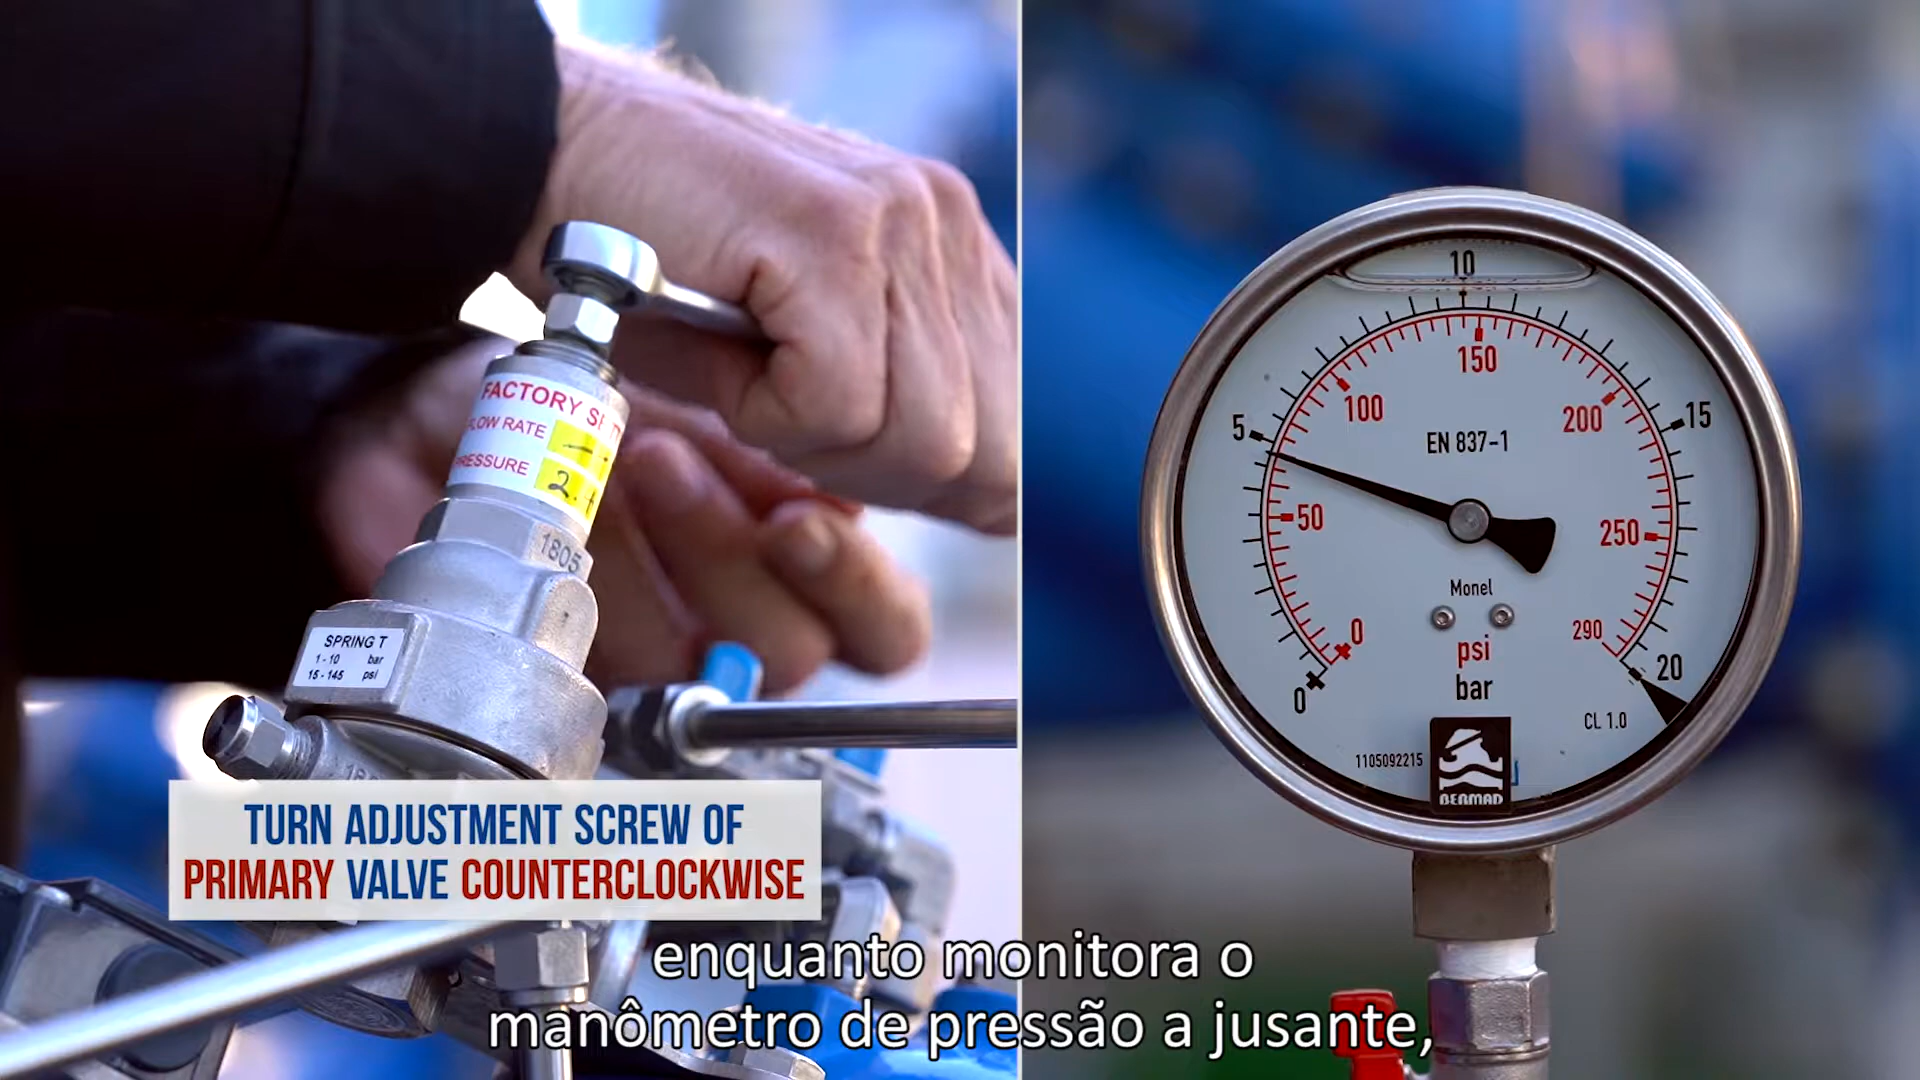 FACTORY
FLOW RATE
PRESSURE
2.
1805
SPRING T
1 - 10 bar
15 - 145 psi
TURN ADJUSTMENT SCREW OF
PRIMARY VALVE COUNTERCLOCKWISE
10
150
100
200
5
15
EN 837-1
50
250
Monel
0
290
psi
bar
0
20
CL 1.0
1105092215
BERMAD
enquanto monitora o
manômetro de pressão a jusante,